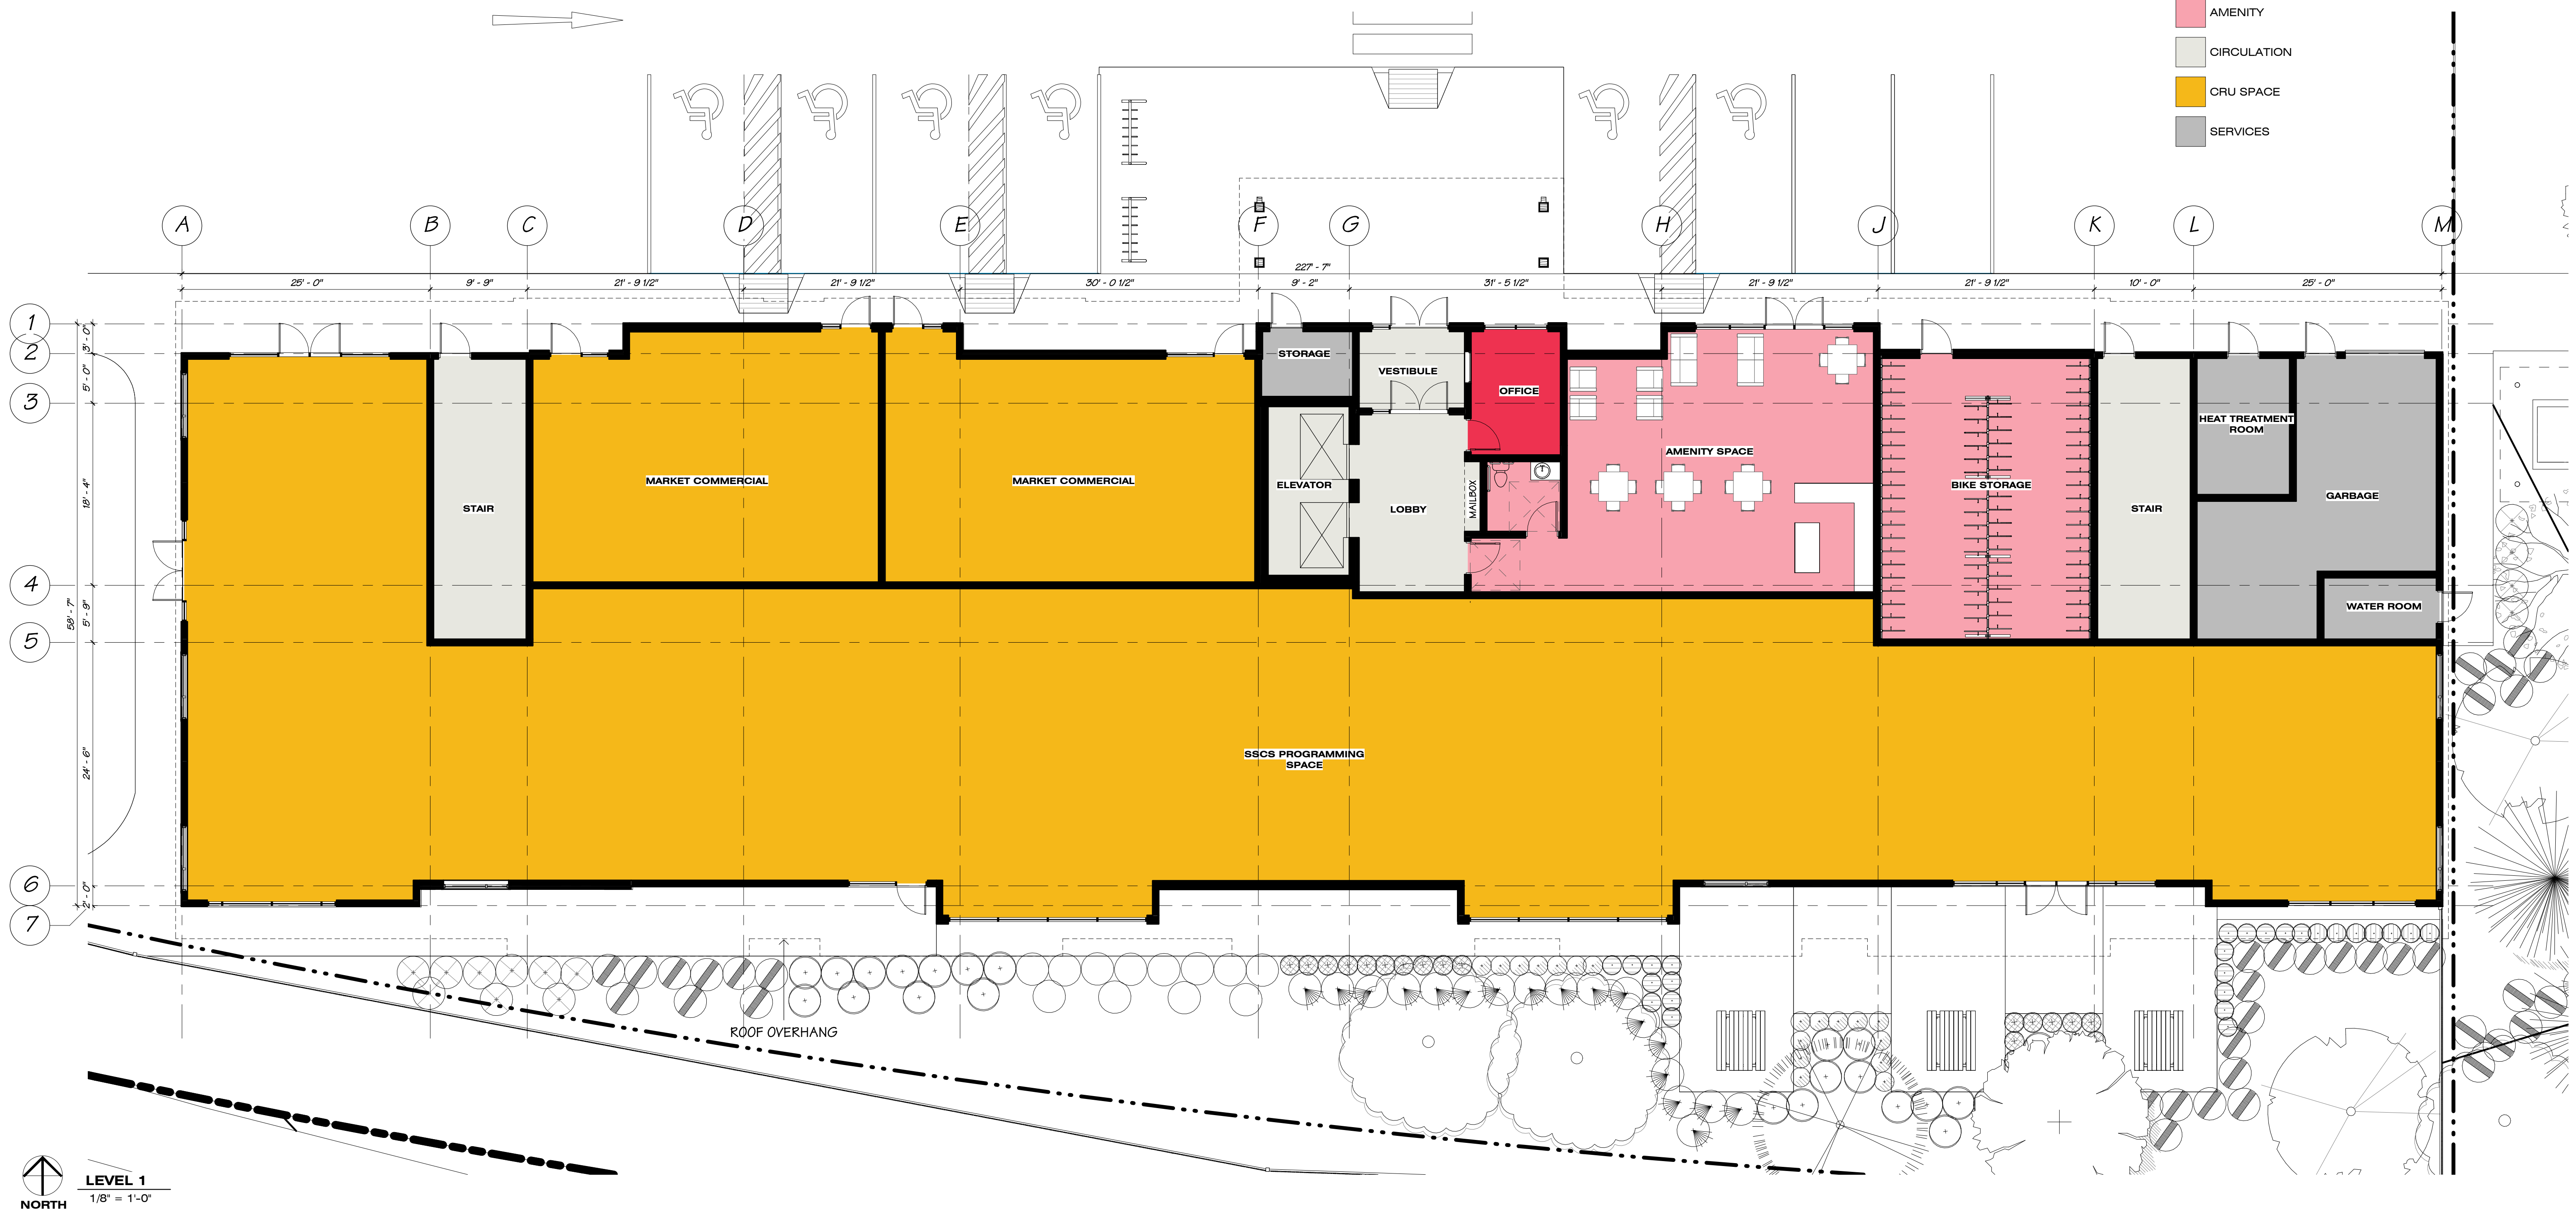 AMENITY
CIRCULATION
CRU SPACE
SERVICES
A
B
C
D
E
F
G
H
J
K
L
M
227' - 7"
25' - 0"
9' - 9"
21' - 9 1/2"
21' - 9 1/2"
30' - 0 1/2"
9' - 2"
31' - 5 1/2"
21' - 9 1/2"
21' - 9 1/2"
10' - 0"
25' - 0"
1
2
3
4
5
6
7
3' - 0"
5' - 0"
18' - 4"
5' - 9"
24' - 6"
2' - 0"
58' - 7"
STORAGE
VESTIBULE
OFFICE
HEAT TREATMENT
ROOM
AMENITY SPACE
MARKET COMMERCIAL
MARKET COMMERCIAL
ELEVATOR
MAILBOX
BIKE STORAGE
GARBAGE
STAIR
LOBBY
STAIR
WATER ROOM
SSCS PROGRAMMING
SPACE
ROOF OVERHANG
NORTH
LEVEL 1
1/8" = 1'-0"